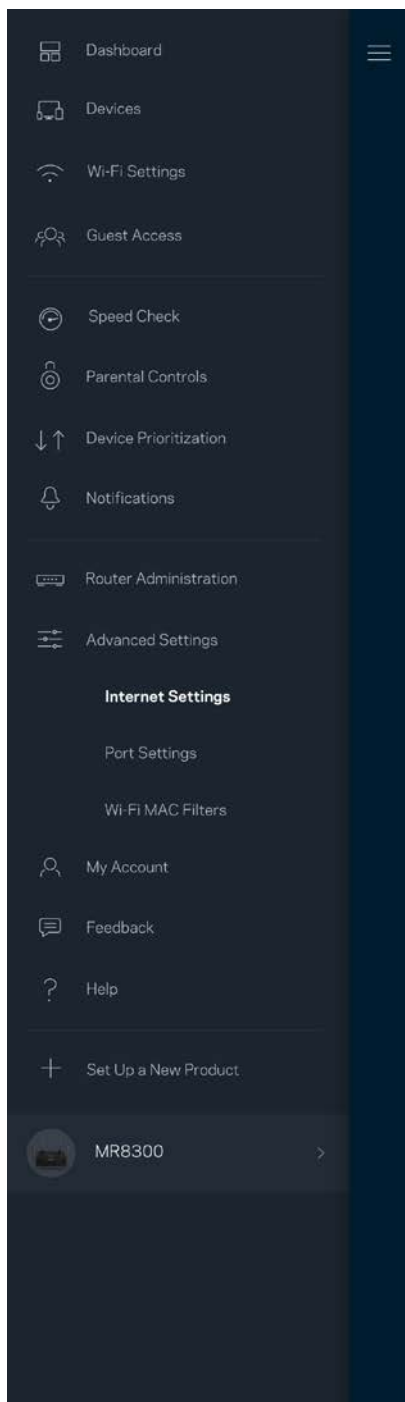 Dashboard
Devices
Wi-Fi Settings
Guest Access
Speed Check
Parental Controls
Device Prioritization
Notifications
Router Administration
Advanced Settings
Internet Settings
Port Settings
Wi-Fi MAC Filters
My Account
Feedback
Help
Set Up a New Product
MR8300